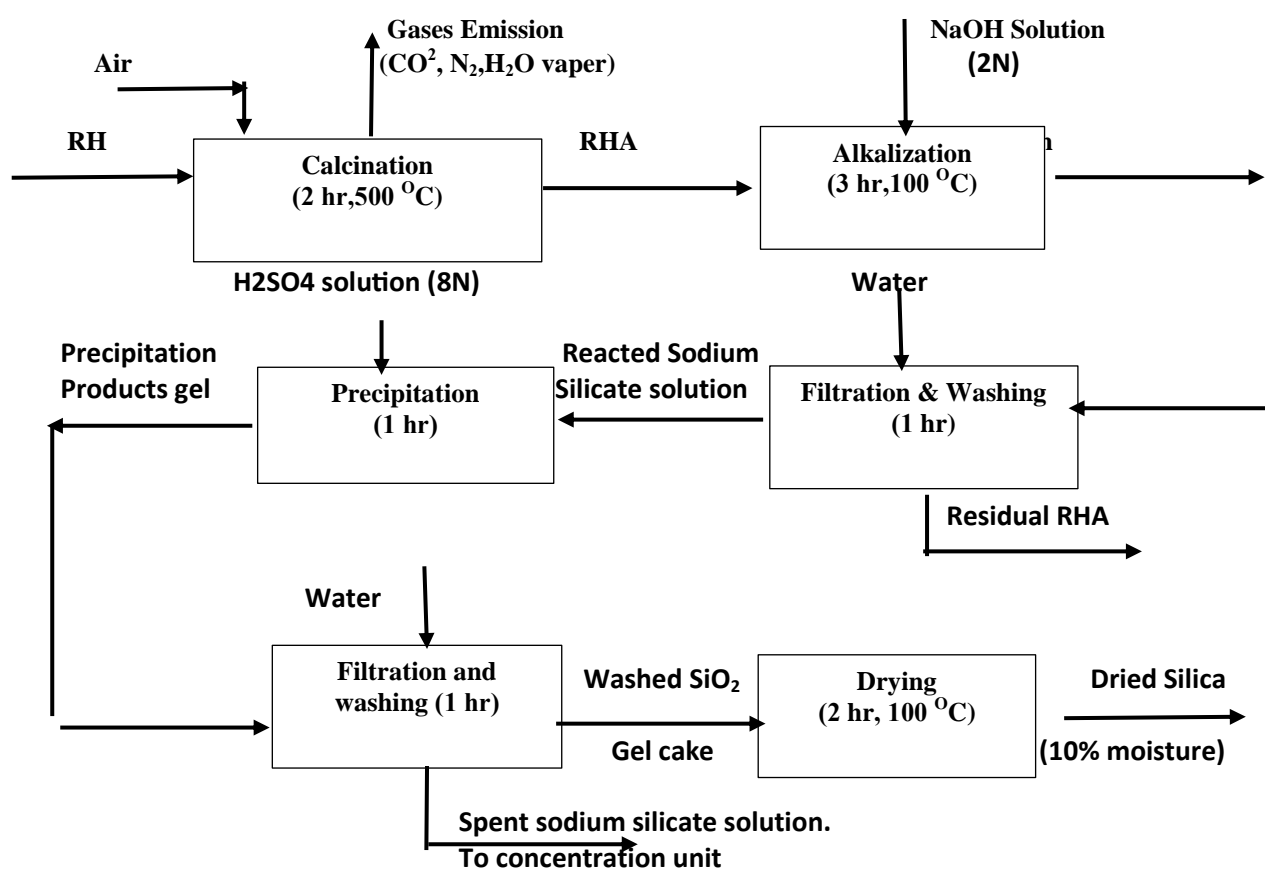 Gases Emission
(CO², N₂,H₂O vaper)
NaOH Solution
(2N)
Air
RH
Calcination
(2 hr,500 ᴼC)
RHA
Alkalization
(3 hr,100 ᴼC)
H2SO4 solution (8N)
Water
Precipitation
Products gel
Precipitation
(1 hr)
Reacted Sodium
Silicate solution
Filtration & Washing
(1 hr)
Residual RHA
Water
Filtration and
washing (1 hr)
Washed SiO₂
Gel cake
Drying
(2 hr, 100 ᴼC)
Dried Silica
(10% moisture)
Spent sodium silicate solution.
To concentration unit